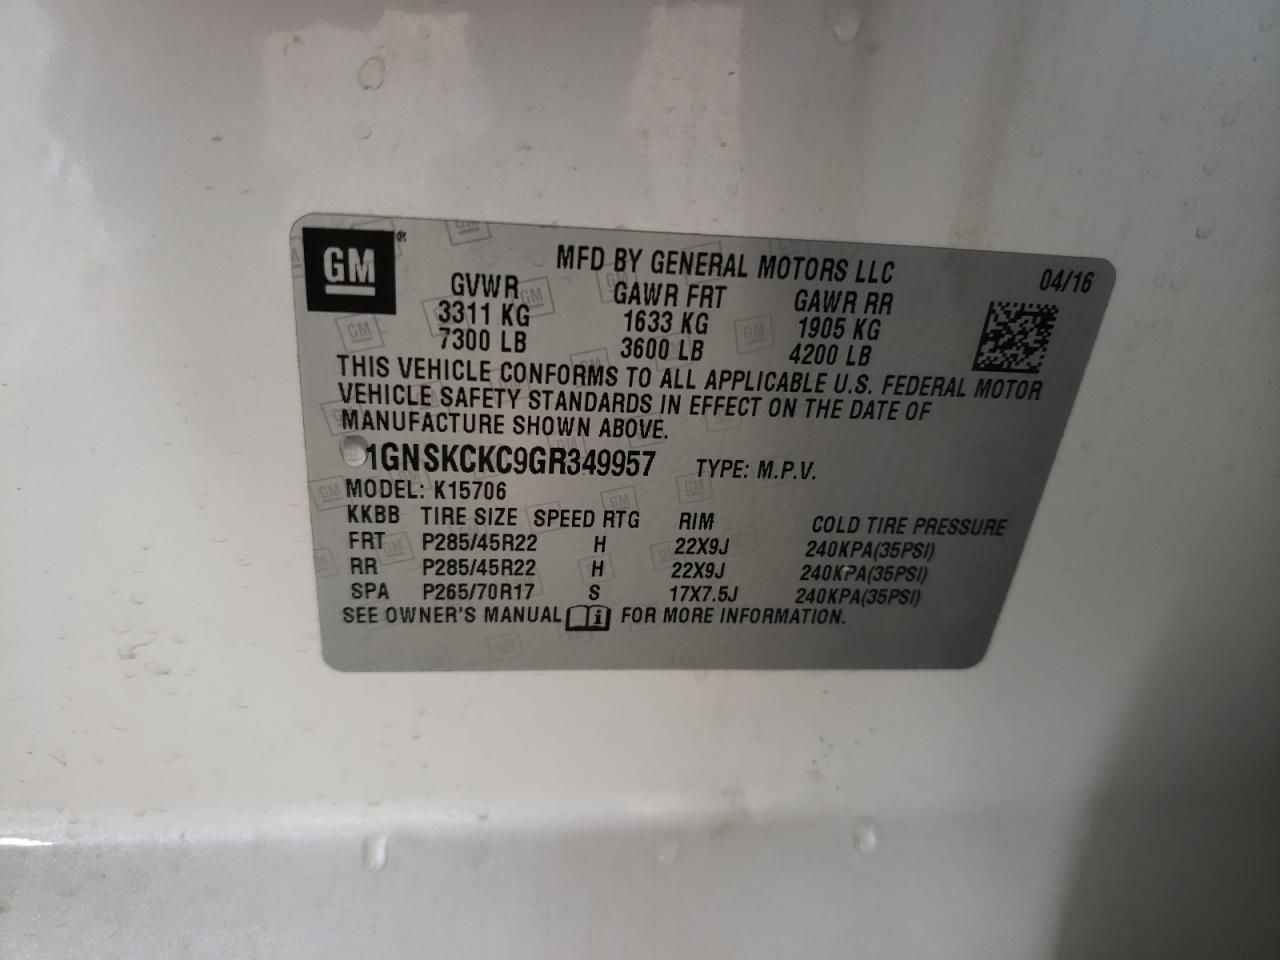 GM®
MFD BY GENERAL MOTORS LLC
04/16
GVWR GAWR FRT GAWR RR
3311 KG 1633 KG 1905 KG
7300 LB 3600 LB 4200 LB
THIS VEHICLE CONFORMS TO ALL APPLICABLE U.S. FEDERAL MOTOR
VEHICLE SAFETY STANDARDS IN EFFECT ON THE DATE OF
MANUFACTURE SHOWN ABOVE.
1GNSKCKC9GR349957 TYPE: M.P.V.
MODEL: K15706
KKBB TIRE SIZE SPEED RTG RIM COLD TIRE PRESSURE
FRT P285/45R22 H 22X9J 240KPA(35PSI)
RR P285/45R22 H 22X9J 240KPA(35PSI)
SPA P265/70R17 S 17X7.5J 240KPA(35PSI)
SEE OWNER'S MANUAL i FOR MORE INFORMATION.